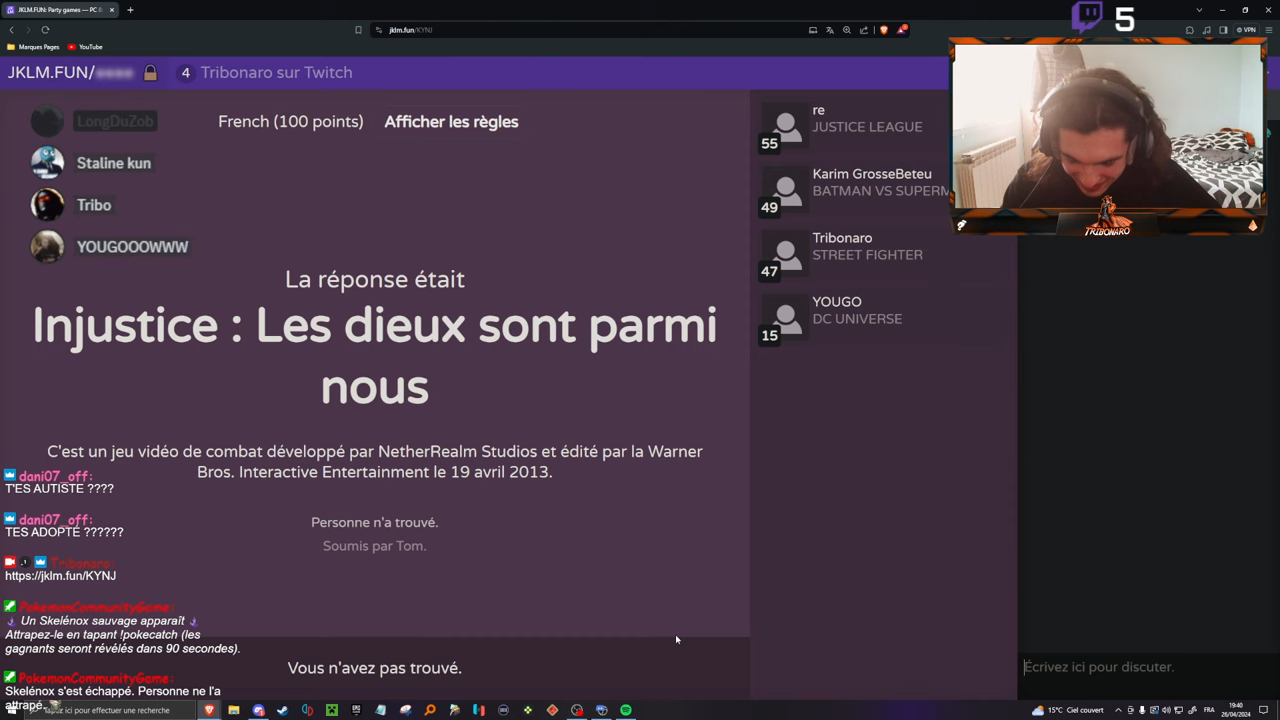 JKLM.FUN: Party games — PC
5
jklm.fun/KYNJ
VPN
Marques Pages
YouTube
JKLM.FUN/
4
Tribonaro sur Twitch
LongDuZob
Staline kun
Tribo
YOUGOOOWWW
French (100 points)
Afficher les règles
La réponse était
Injustice : Les dieux sont parmi
nous
C'est un jeu vidéo de combat développé par NetherRealm Studios et édité par la Warner
Bros. Interactive Entertainment le 19 avril 2013.
Personne n'a trouvé.
Soumis par Tom.
Vous n'avez pas trouvé.
re
JUSTICE LEAGUE
55
Karim GrosseBeteu
BATMAN VS SUPERM
49
Tribonaro
STREET FIGHTER
47
YOUGO
DC UNIVERSE
15
TRIBONARO
dani07_off:
T'ES AUTISTE ????
dani07_off:
TES ADOPTÉ ??????
Tribonaro:
https://jklm.fun/KYNJ
PokemonCommunityGame:
Un Skelénox sauvage apparaît
Attrapez-le en tapant !pokecatch (les
gagnants seront révélés dans 90 secondes).
PokemonCommunityGame:
Skelénox s'est échappé. Personne ne l'a
attrapé.
Écrivez ici pour discuter.
Tapez ici pour effectuer une recherche
15°C Ciel couvert
FRA
19:40
26/04/2024